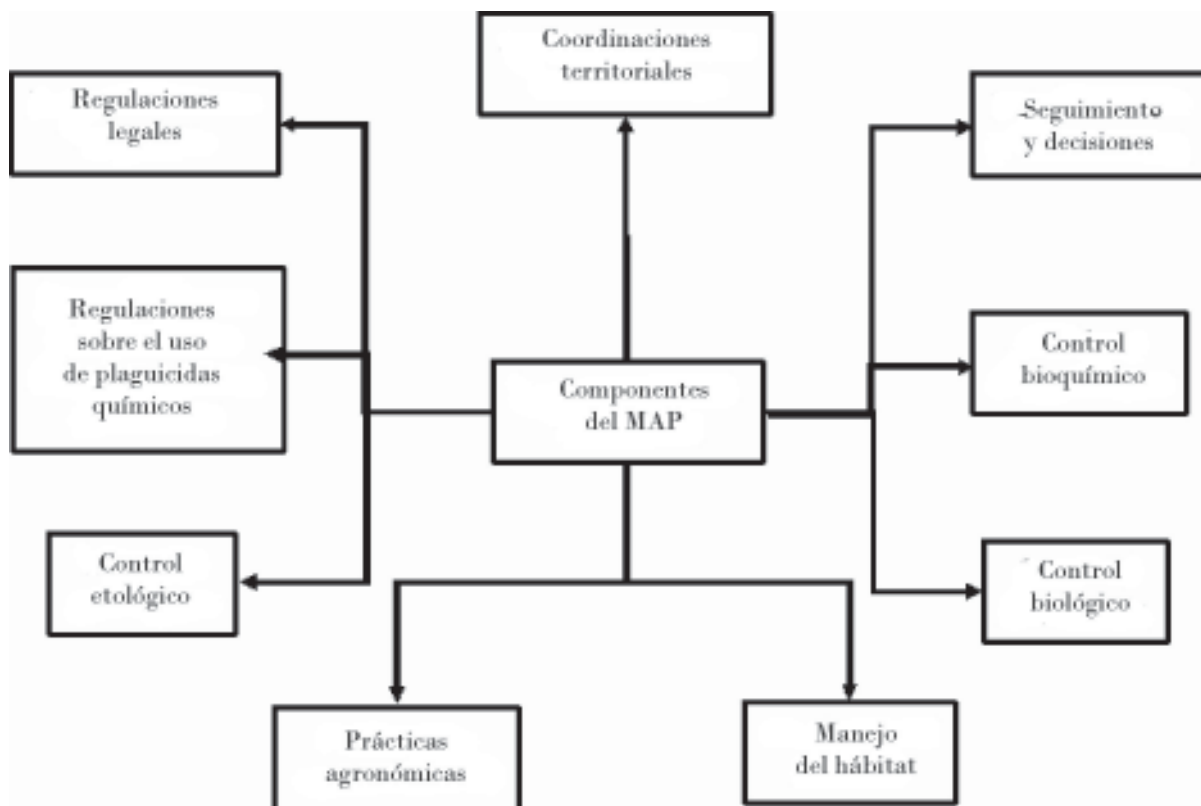 Coordinaciones
territoriales
Regulaciones
legales
Seguimiento
y decisiones
Regulaciones
sobre el uso
de plaguicidas
químicos
Control
bioquímico
Componentes
del MAP
Control
etológico
Control
biológico
Prácticas
agronómicas
Manejo
del hábitat